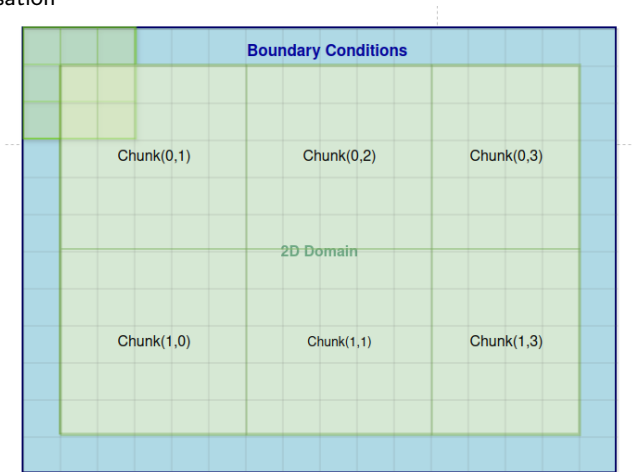 sation
Boundary Conditions
Chunk(0,1) Chunk(0,2) Chunk(0,3)
2D Domain
Chunk(1,0) Chunk(1,1) Chunk(1,3)